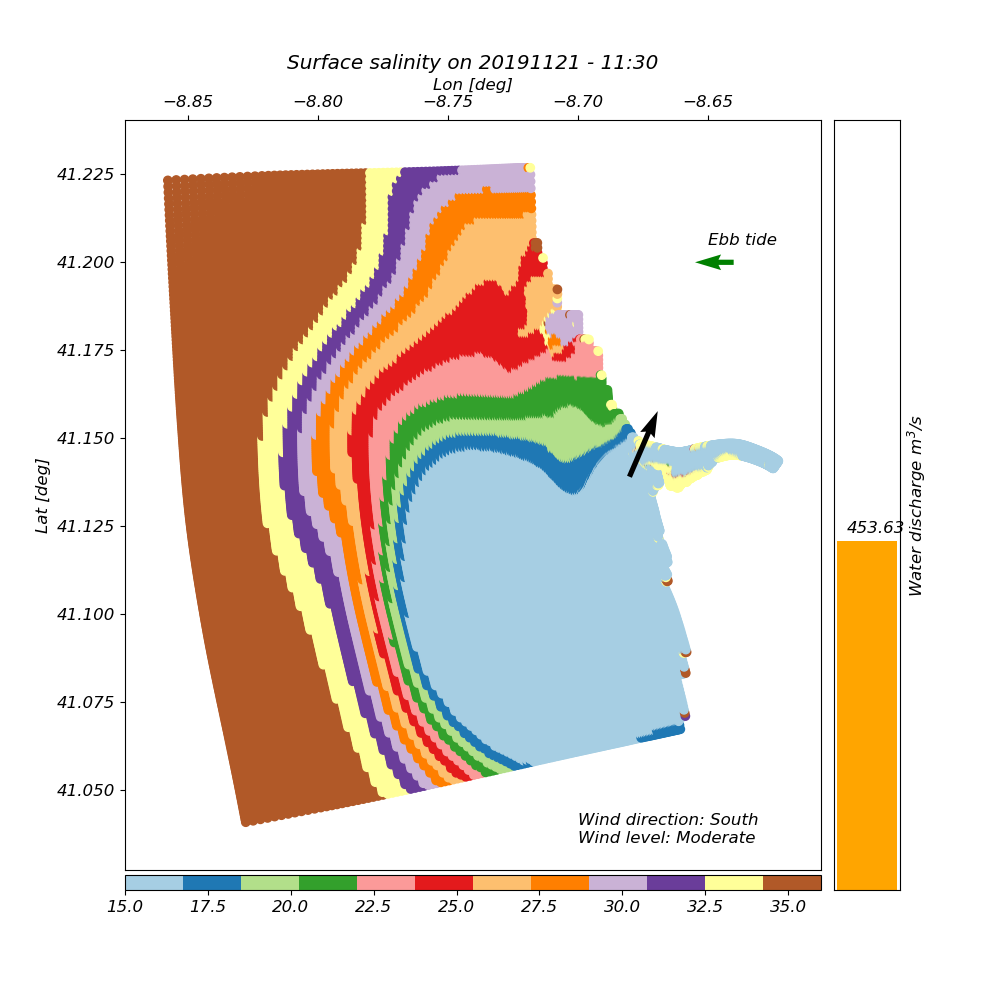 Surface salinity on 20191121 - 11:30
Lon [deg]
−8.85 −8.80 −8.75 −8.70 −8.65
41.225
41.200
41.175
41.150
41.125
41.100
41.075
41.050
Lat [deg]
Ebb tide
453.63
Water discharge m³/s
Wind direction: South
Wind level: Moderate
15.0 17.5 20.0 22.5 25.0 27.5 30.0 32.5 35.0